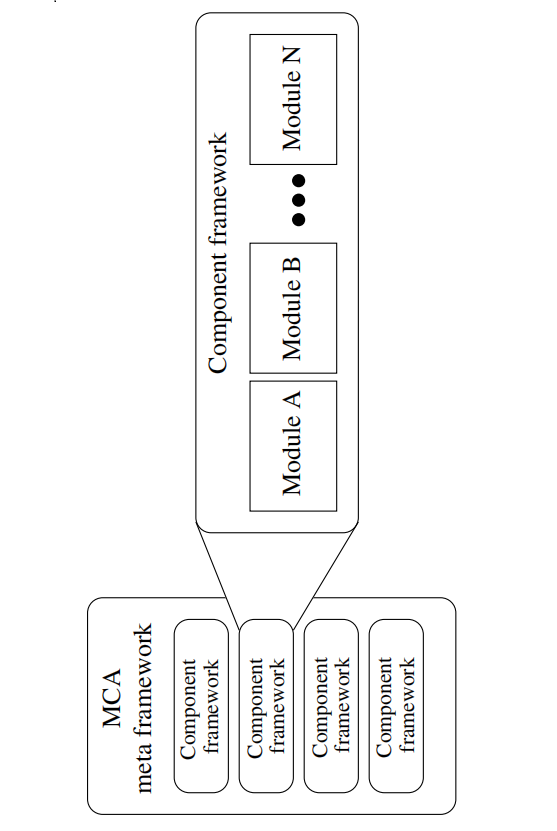 MCA
meta framework
Component
framework
Component
framework
Component
framework
Component
framework
Component framework
Module A
Module B
Module N